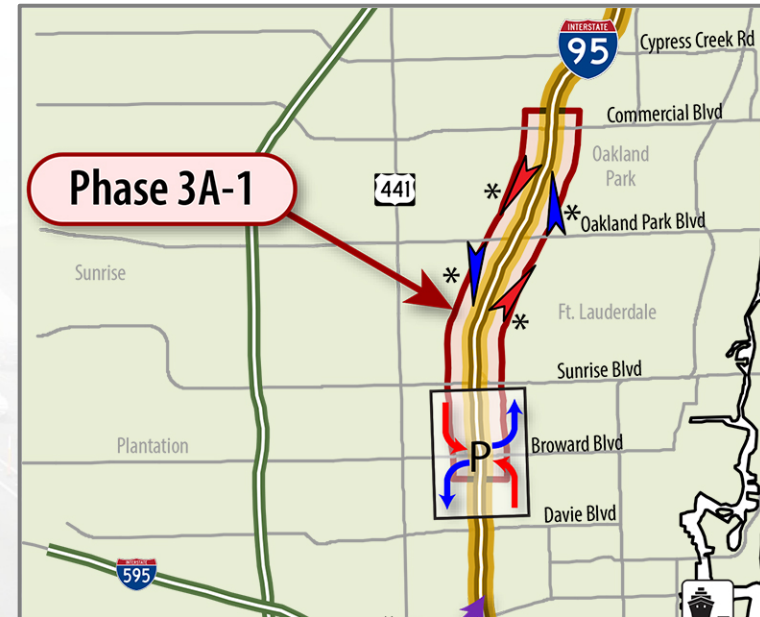 INTERSTATE
95
Cypress Creek Rd
Commercial Blvd
Oakland
Park
Phase 3A-1
441
*
*
Oakland Park Blvd
Sunrise
*
Ft. Lauderdale
*
Sunrise Blvd
Plantation
P
Broward Blvd
Davie Blvd
INTERSTATE
595